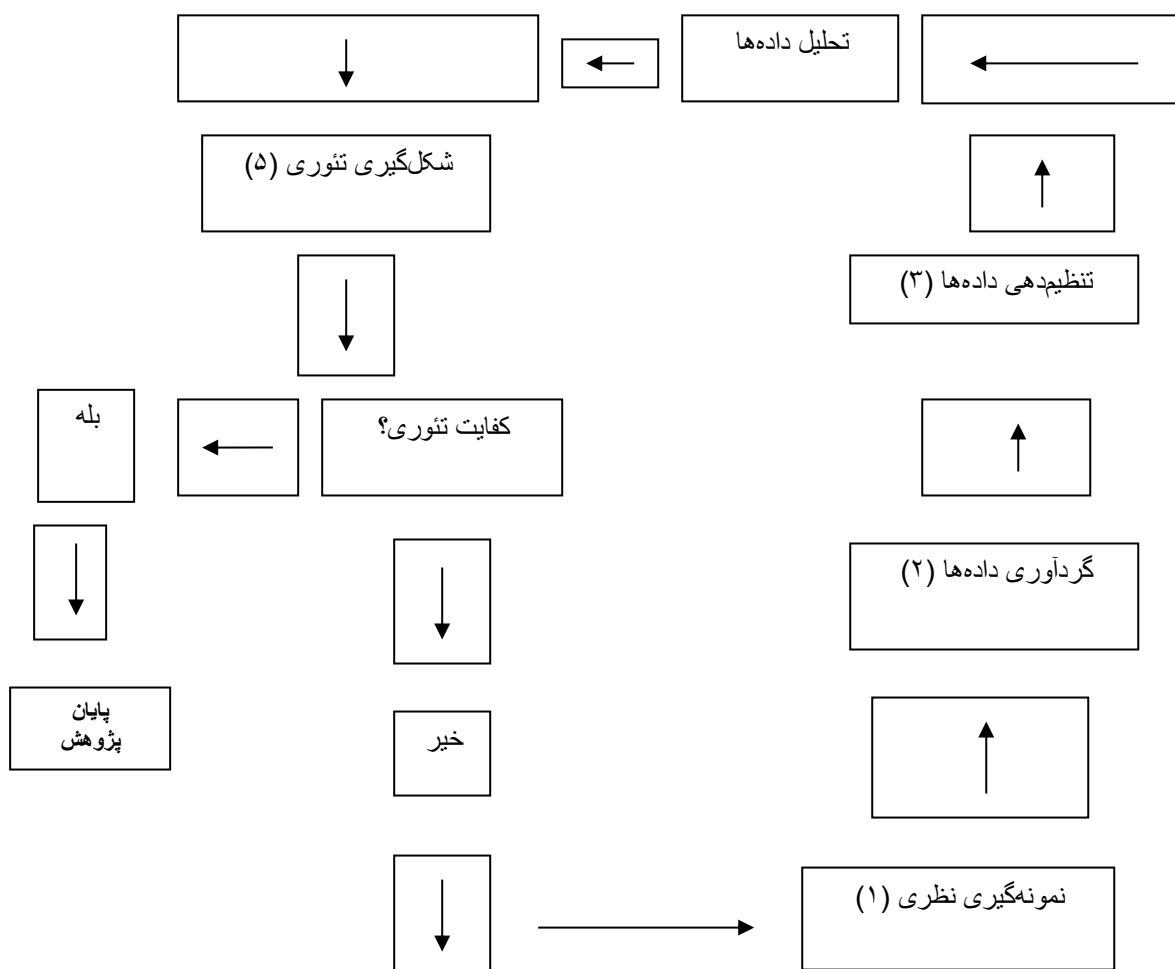 تحلیل داده‌ها
شکل‌گیری تئوری (۵)
تنظیم‌دهی داده‌ها (۳)
بله
کفایت تئوری؟
گردآوری داده‌ها (۲)
پایان
پژوهش
خیر
نمونه‌گیری نظری (۱)